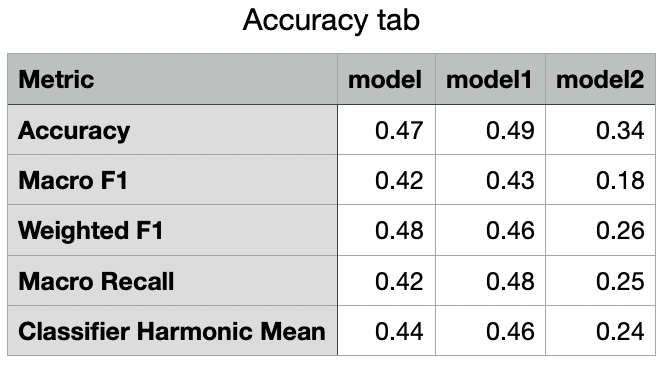 Accuracy tab
Metric model model1 model2
Accuracy 0.47 0.49 0.34
Macro F1 0.42 0.43 0.18
Weighted F1 0.48 0.46 0.26
Macro Recall 0.42 0.48 0.25
Classifier Harmonic Mean 0.44 0.46 0.24